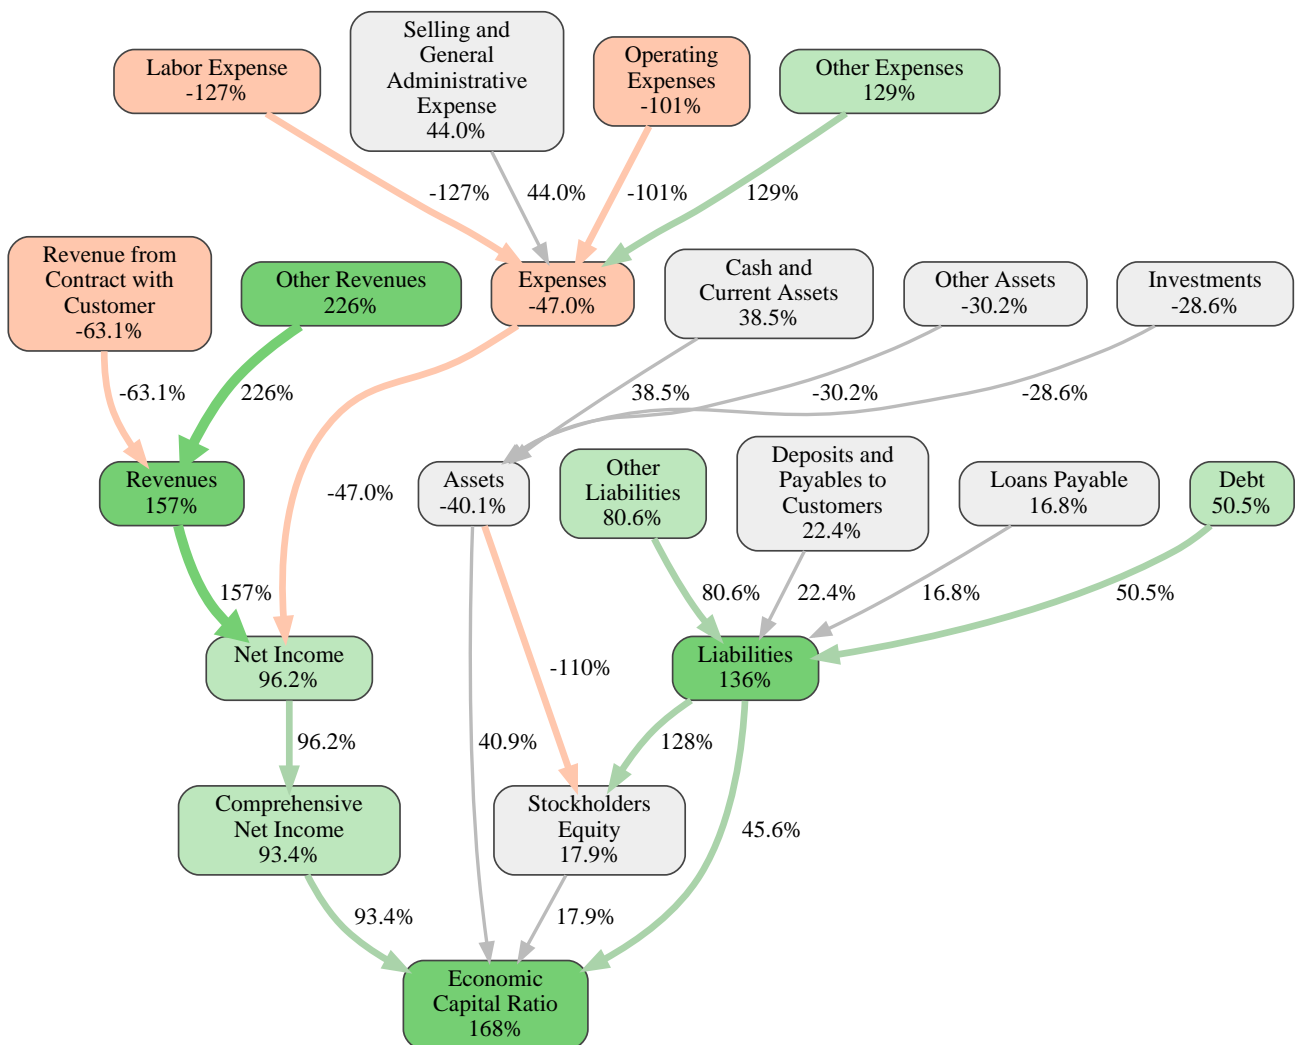 Labor Expense
-127%
Selling and
General
Administrative
Expense
44.0%
Operating
Expenses
-101%
Other Expenses
129%
-127%
44.0%
-101%
129%
Revenue from
Contract with
Customer
-63.1%
Other Revenues
226%
Expenses
-47.0%
Cash and
Current Assets
38.5%
Other Assets
-30.2%
Investments
-28.6%
-63.1%
226%
38.5%
-30.2%
-28.6%
Revenues
157%
-47.0%
Assets
-40.1%
Other
Liabilities
80.6%
Deposits and
Payables to
Customers
22.4%
Loans Payable
16.8%
Debt
50.5%
157%
80.6%
22.4%
16.8%
50.5%
Net Income
96.2%
-110%
Liabilities
136%
96.2%
40.9%
128%
Comprehensive
Net Income
93.4%
Stockholders
Equity
17.9%
45.6%
93.4%
17.9%
Economic
Capital Ratio
168%